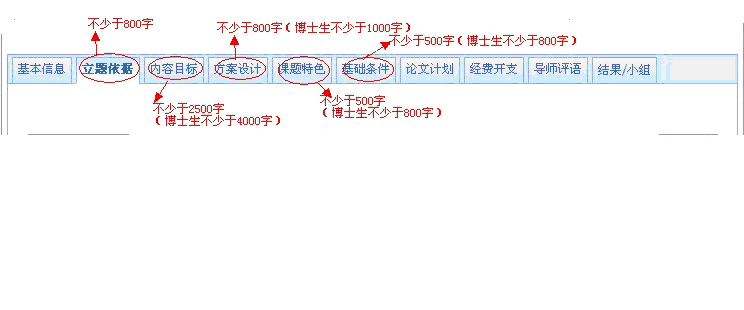 不少于800字
不少于800字（博士生不少于1000字）
不少于500字（博士生不少于800字）
基本信息 立题依据 内容目标 方案设计 课题特色 基础条件 论文计划 经费开支 导师评语 结果/小组
不少于2500字
（博士生不少于4000字）
不少于500字
（博士生不少于800字）